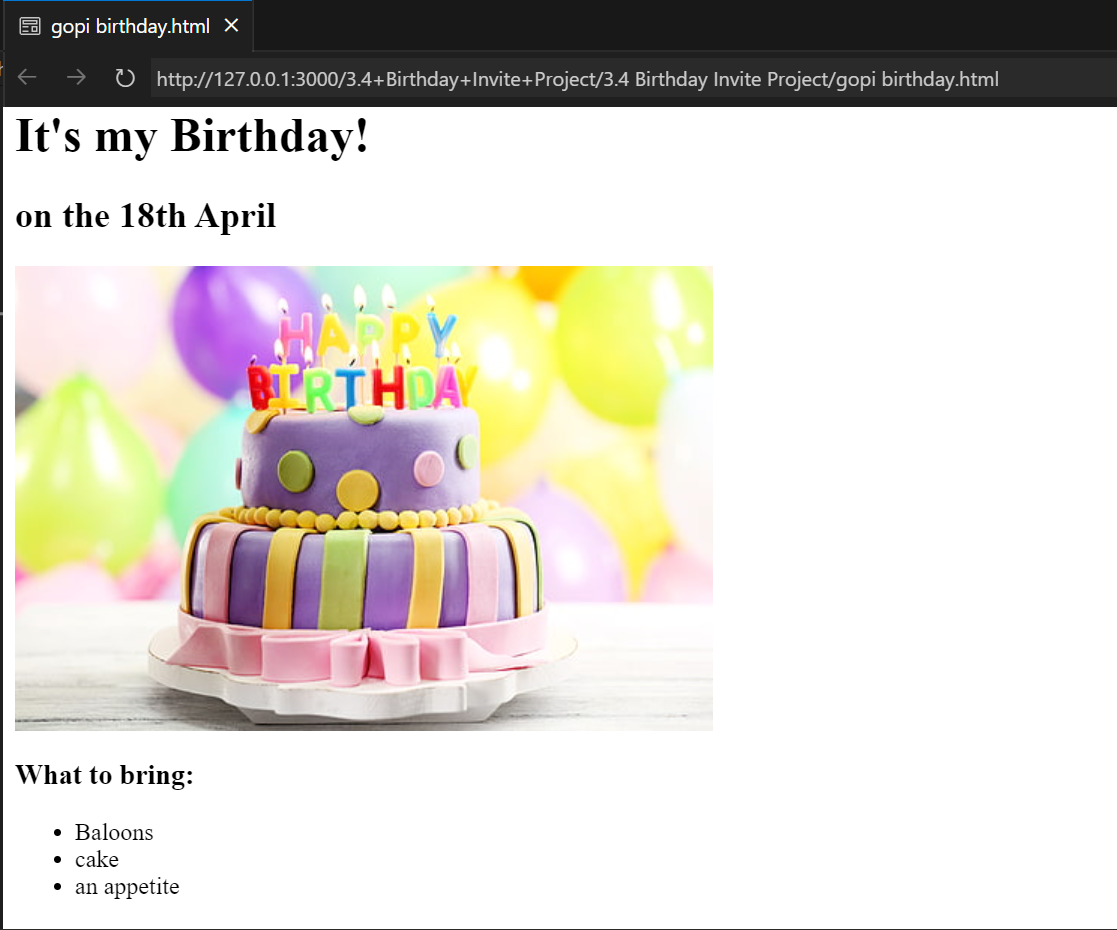 gopi birthday.html
http://127.0.0.1:3000/3.4+Birthday+Invite+Project/3.4 Birthday Invite Project/gopi birthday.html
It's my Birthday!
on the 18th April
HAPPY
BIRTHDAY
What to bring:
Baloons
cake
an appetite